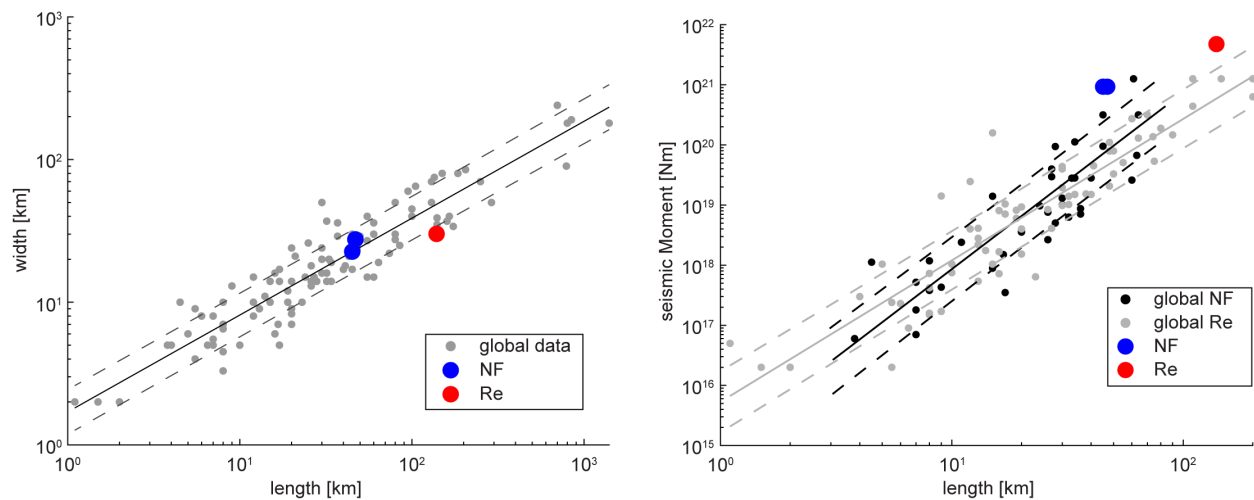 10³
10²
10¹
10⁰
width [km]
10⁰
10¹
10²
10³
length [km]
global data
NF
Re
10²²
10²¹
10²⁰
10¹⁹
10¹⁸
10¹⁷
10¹⁶
10¹⁵
seismic Moment [Nm]
10⁰
10¹
10²
length [km]
global NF
global Re
NF
Re